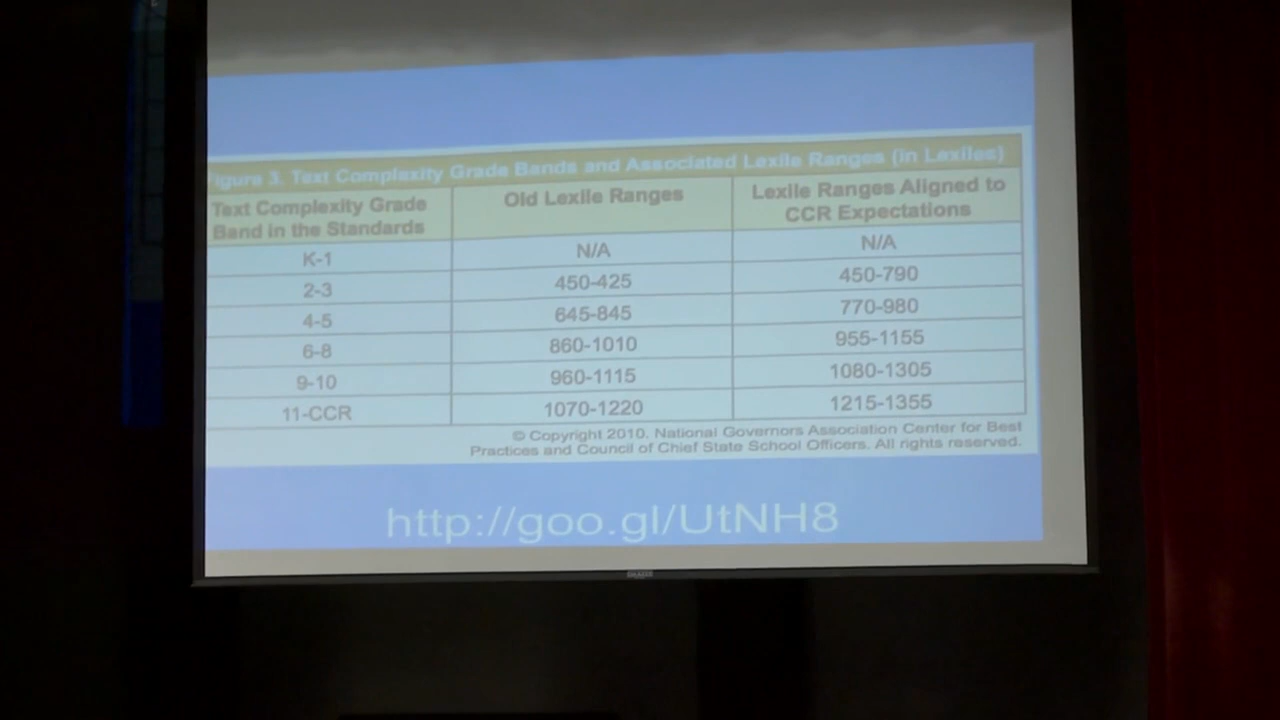 Figure 3. Text Complexity Grade Bands and Associated Lexile Ranges (in Lexiles)
Text Complexity Grade Band in the Standards
Old Lexile Ranges
Lexile Ranges Aligned to CCR Expectations
K-1 N/A N/A
2-3 450-425 450-790
4-5 645-845 770-980
6-8 860-1010 955-1155
9-10 960-1115 1080-1305
11-CCR 1070-1220 1215-1355
© Copyright 2010. National Governors Association Center for Best
Practices and Council of Chief State School Officers. All rights reserved.
http://goo.gl/UtNH8